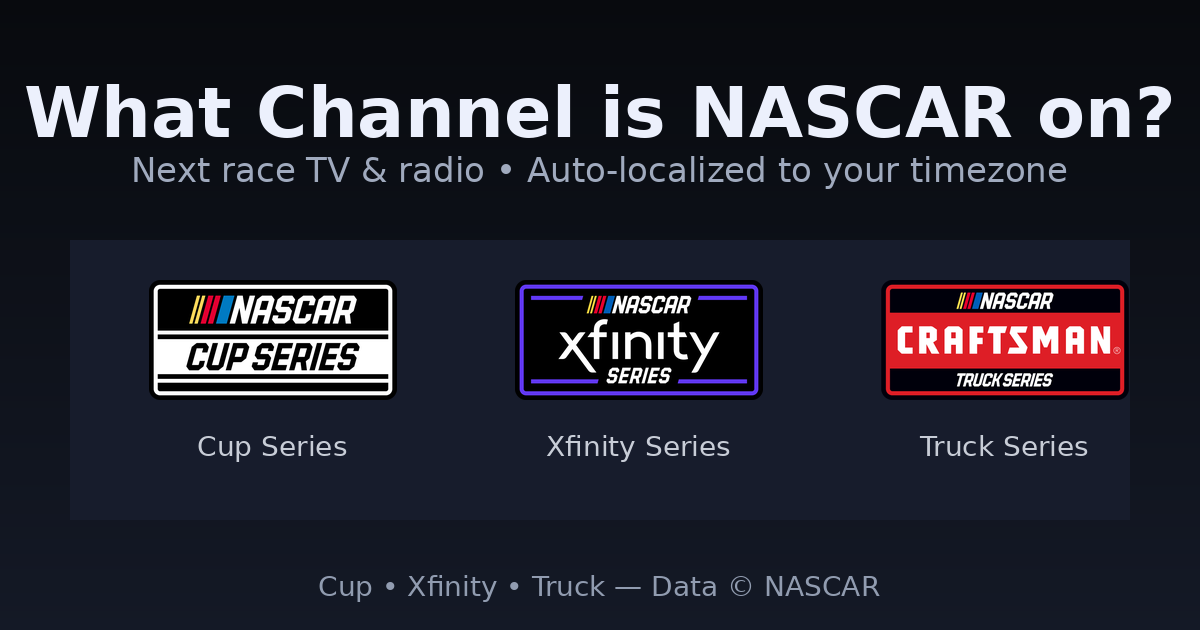 What Channel is NASCAR on?
Next race TV & radio • Auto-localized to your timezone
NASCAR
CUP SERIES
NASCAR
xfinity
SERIES
NASCAR
CRAFTSMAN®
TRUCK SERIES
Cup Series
Xfinity Series
Truck Series
Cup • Xfinity • Truck — Data © NASCAR